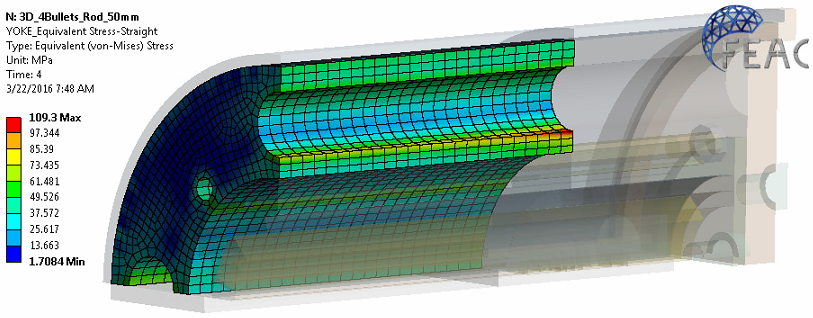 N: 3D_4Bullets_Rod_50mm
YOKE_Equivalent Stress-Straight
Type: Equivalent (von-Mises) Stress
Unit: MPa
Time: 4
3/22/2016 7:48 AM
109.3 Max
97.344
85.39
73.435
61.481
49.526
37.572
25.617
13.663
1.7084 Min
FEAC